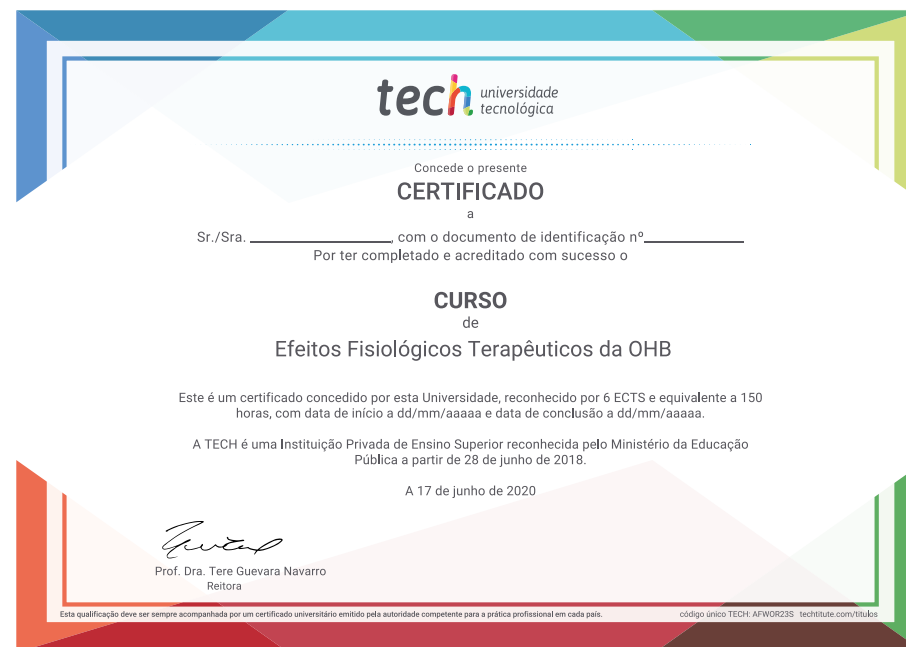 tech universidade
tecnológica
Concede o presente
CERTIFICADO
a
Sr./Sra. ____________________, com o documento de identificação nº______________
Por ter completado e acreditado com sucesso o
CURSO
de
Efeitos Fisiológicos Terapêuticos da OHB
Este é um certificado concedido por esta Universidade, reconhecido por 6 ECTS e equivalente a 150
horas, com data de início a dd/mm/aaaaa e data de conclusão a dd/mm/aaaaa.
A TECH é uma Instituição Privada de Ensino Superior reconhecida pelo Ministério da Educação
Pública a partir de 28 de junho de 2018.
A 17 de junho de 2020
Prof. Dra. Tere Guevara Navarro
Reitora
Esta qualificação deve ser sempre acompanhada por um certificado universitário emitido pela autoridade competente para a prática profissional em cada país.
código único TECH: AFWOR23S techtitute.com/titulos